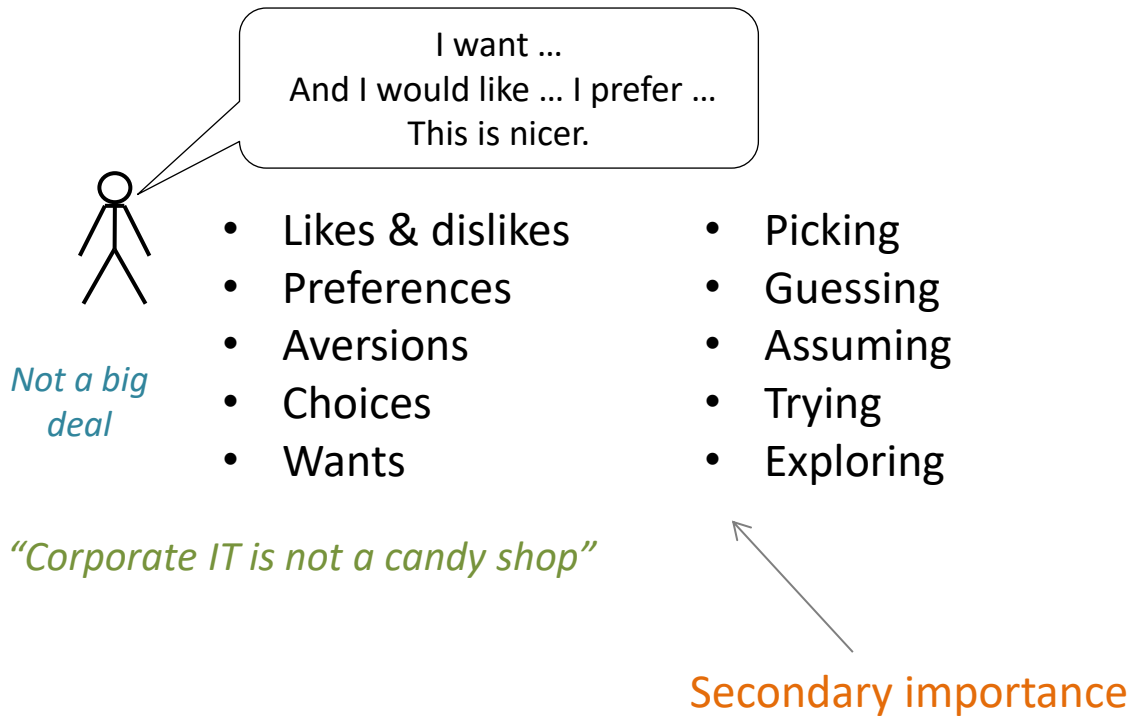 I want …
And I would like … I prefer …
This is nicer.
• Likes & dislikes
• Preferences
• Aversions
• Choices
• Wants
• Picking
• Guessing
• Assuming
• Trying
• Exploring
Not a big
deal
“Corporate IT is not a candy shop”
Secondary importance